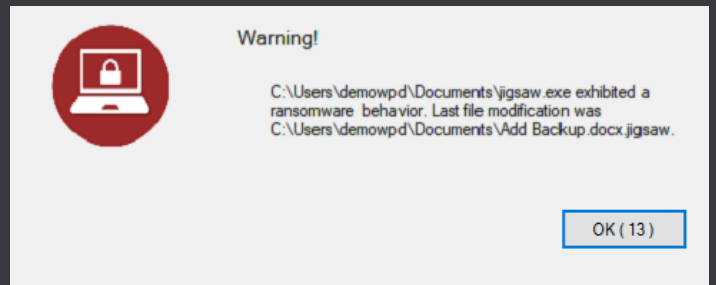 Warning!
C:\Users\demowpd\Documents\jigsaw.exe exhibited a
ransomware behavior. Last file modification was
C:\Users\demowpd\Documents\Add Backup.docx.jigsaw.
OK ( 13 )